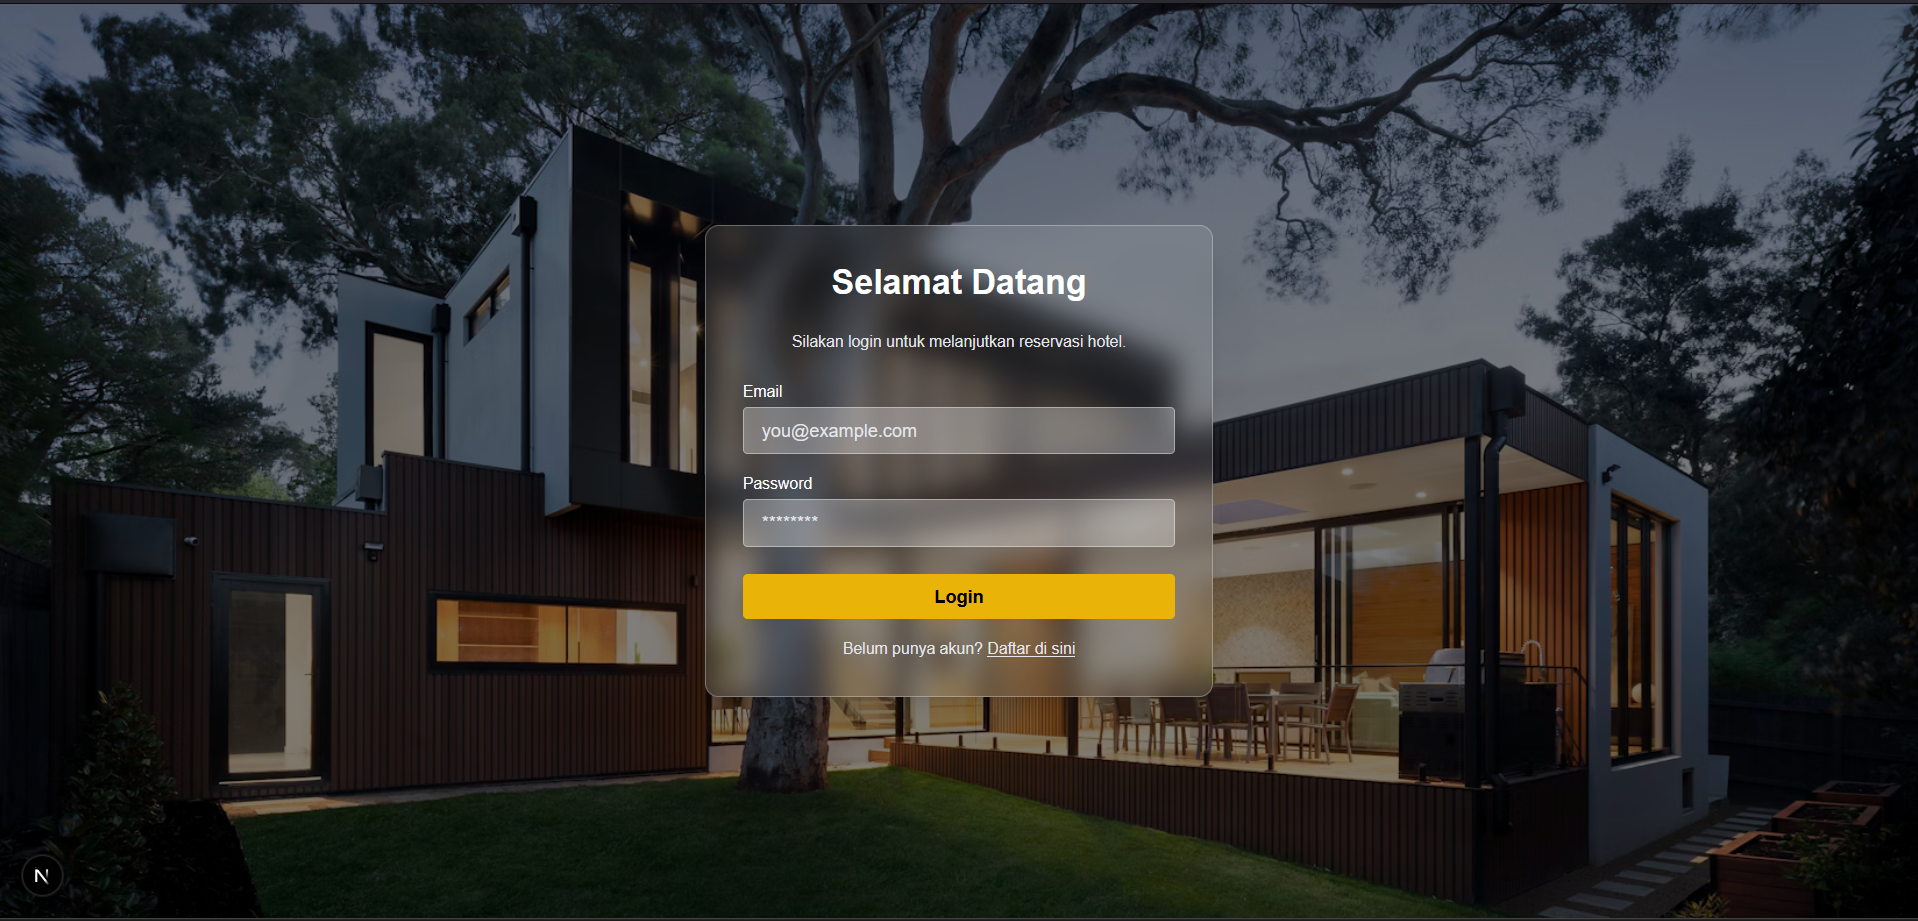 Selamat Datang
Silakan login untuk melanjutkan reservasi hotel.
Email
you@example.com
Password
********
Login
Belum punya akun? Daftar di sini
N